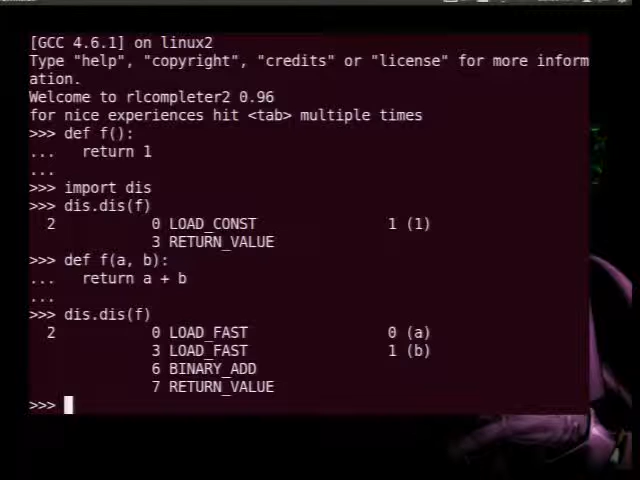 [GCC 4.6.1] on linux2
Type "help", "copyright", "credits" or "license" for more inform
ation.
Welcome to rlcompleter2 0.96
for nice experiences hit <tab> multiple times
>>> def f():
...   return 1
...
>>> import dis
>>> dis.dis(f)
  2           0 LOAD_CONST               1 (1)
              3 RETURN_VALUE
>>> def f(a, b):
...   return a + b
...
>>> dis.dis(f)
  2           0 LOAD_FAST                0 (a)
              3 LOAD_FAST                1 (b)
              6 BINARY_ADD
              7 RETURN_VALUE
>>>